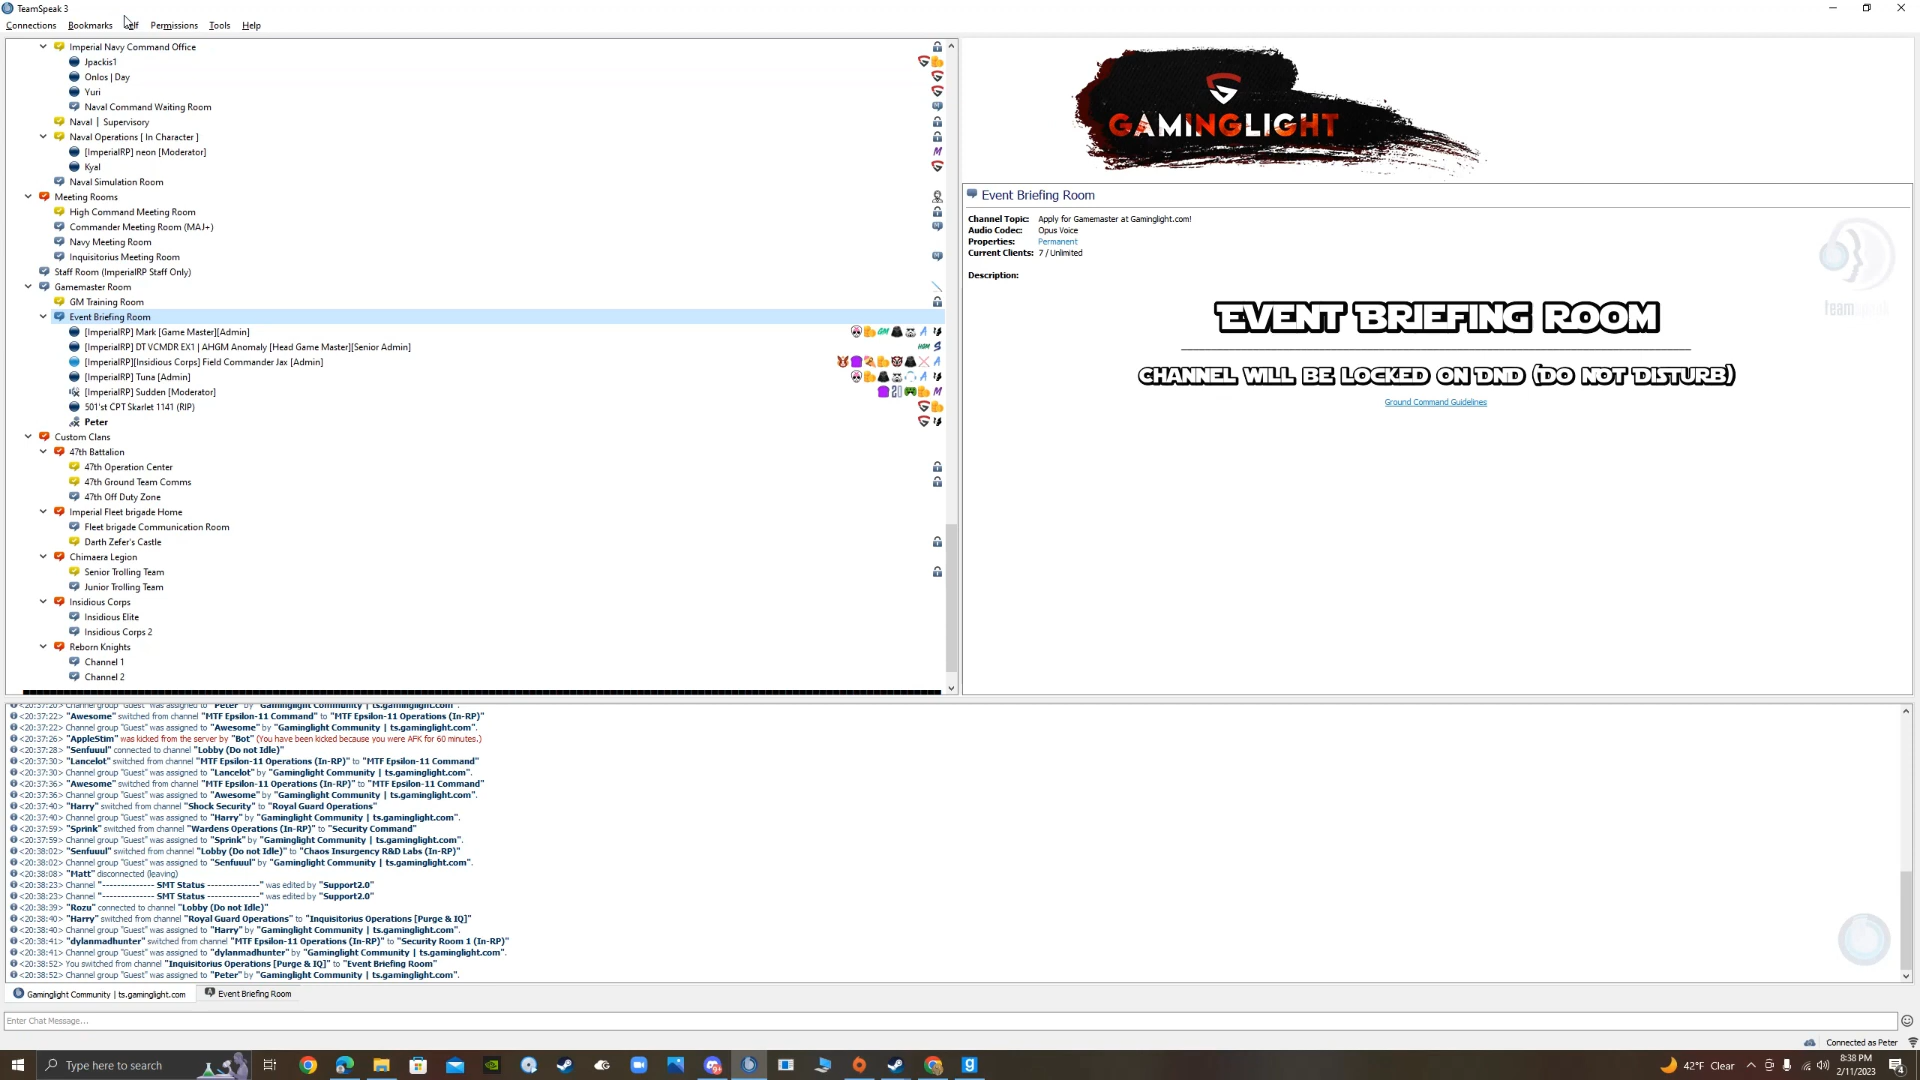 TeamSpeak 3
Connections Bookmarks Self Permissions Tools Help
Imperial Navy Command Office
Jpackis1
Onlos | Day
Yuri
Naval Command Waiting Room
Naval | Supervisory
Naval Operations [ In Character ]
[ImperialRP] neon [Moderator]
Kyal
Naval Simulation Room
Meeting Rooms
High Command Meeting Room
Commander Meeting Room (MAJ+)
Navy Meeting Room
Inquisitorius Meeting Room
Staff Room (ImperialRP Staff Only)
Gamemaster Room
GM Training Room
Event Briefing Room
[ImperialRP] Mark [Game Master][Admin]
[ImperialRP] DT VCMDR EX1 | AHGM Anomaly [Head Game Master][Senior Admin]
[ImperialRP][Insidious Corps] Field Commander Jax [Admin]
[ImperialRP] Tuna [Admin]
[ImperialRP] Sudden [Moderator]
501'st CPT Skarlet 1141 (RIP)
Peter
Custom Clans
47th Battalion
47th Operation Center
47th Ground Team Comms
47th Off Duty Zone
Imperial Fleet brigade Home
Fleet brigade Communication Room
Darth Zefer's Castle
Chimaera Legion
Senior Trolling Team
Junior Trolling Team
Insidious Corps
Insidious Elite
Insidious Corps 2
Reborn Knights
Channel 1
Channel 2
GAMINGLIGHT
Event Briefing Room
Channel Topic: Apply for Gamemaster at Gaminglight.com!
Audio Codec: Opus Voice
Properties: Permanent
Current Clients: 7 / Unlimited
Description:
EVENT BRIEFING ROOM
CHANNEL WILL BE LOCKED ON DND (DO NOT DISTURB)
Ground Command Guidelines
<20:37:20> Channel group "Guest" was assigned to "Peter" by "Gaminglight Community | ts.gaminglight.com".
<20:37:22> "Awesome" switched from channel "MTF Epsilon-11 Command" to "MTF Epsilon-11 Operations (In-RP)"
<20:37:22> Channel group "Guest" was assigned to "Awesome" by "Gaminglight Community | ts.gaminglight.com".
<20:37:26> "AppleStim" was kicked from the server by "Bot" (You have been kicked because you were AFK for 60 minutes.)
<20:37:28> "Senfuuul" connected to channel "Lobby (Do not Idle)"
<20:37:30> "Lancelot" switched from channel "MTF Epsilon-11 Operations (In-RP)" to "MTF Epsilon-11 Command"
<20:37:30> Channel group "Guest" was assigned to "Lancelot" by "Gaminglight Community | ts.gaminglight.com".
<20:37:36> "Awesome" switched from channel "MTF Epsilon-11 Operations (In-RP)" to "MTF Epsilon-11 Command"
<20:37:36> Channel group "Guest" was assigned to "Awesome" by "Gaminglight Community | ts.gaminglight.com".
<20:37:40> "Harry" switched from channel "Shock Security" to "Royal Guard Operations"
<20:37:40> Channel group "Guest" was assigned to "Harry" by "Gaminglight Community | ts.gaminglight.com".
<20:37:59> "Sprink" switched from channel "Wardens Operations (In-RP)" to "Security Command"
<20:37:59> Channel group "Guest" was assigned to "Sprink" by "Gaminglight Community | ts.gaminglight.com".
<20:38:02> "Senfuuul" switched from channel "Lobby (Do not Idle)" to "Chaos Insurgency R&D Labs (In-RP)"
<20:38:02> Channel group "Guest" was assigned to "Senfuuul" by "Gaminglight Community | ts.gaminglight.com".
<20:38:08> "Matt" disconnected (leaving)
<20:38:23> Channel "-------------- SMT Status --------------" was edited by "Support2.0"
<20:38:23> Channel "-------------- SMT Status --------------" was edited by "Support2.0"
<20:38:39> "Rozu" connected to channel "Lobby (Do not Idle)"
<20:38:40> "Harry" switched from channel "Royal Guard Operations" to "Inquisitorius Operations [Purge & IQ]"
<20:38:40> Channel group "Guest" was assigned to "Harry" by "Gaminglight Community | ts.gaminglight.com".
<20:38:41> "dylanmadhunter" switched from channel "MTF Epsilon-11 Operations (In-RP)" to "Security Room 1 (In-RP)"
<20:38:41> Channel group "Guest" was assigned to "dylanmadhunter" by "Gaminglight Community | ts.gaminglight.com".
<20:38:52> You switched from channel "Inquisitorius Operations [Purge & IQ]" to "Event Briefing Room"
<20:38:52> Channel group "Guest" was assigned to "Peter" by "Gaminglight Community | ts.gaminglight.com".
Gaminglight Community | ts.gaminglight.com Event Briefing Room
Enter Chat Message...
Connected as Peter
Type here to search
42°F Clear
8:38 PM
2/11/2023